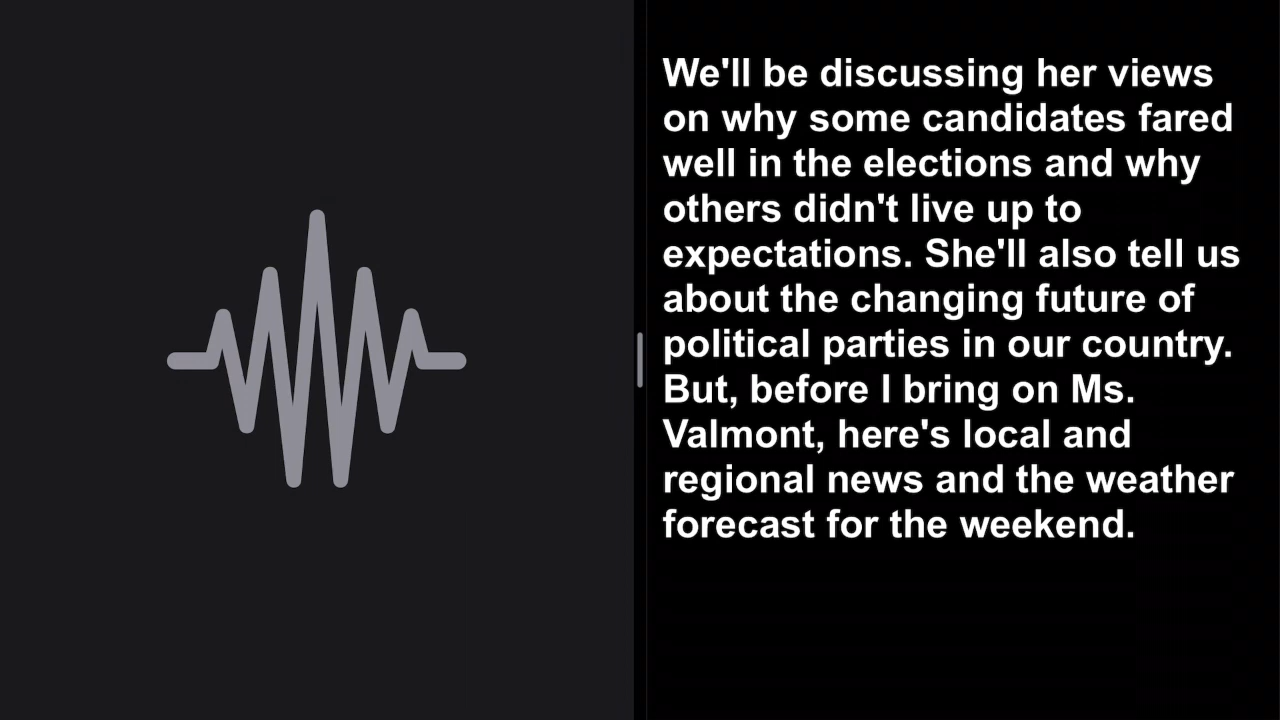 We'll be discussing her views
on why some candidates fared
well in the elections and why
others didn't live up to
expectations. She'll also tell us
about the changing future of
political parties in our country.
But, before I bring on Ms.
Valmont, here's local and
regional news and the weather
forecast for the weekend.